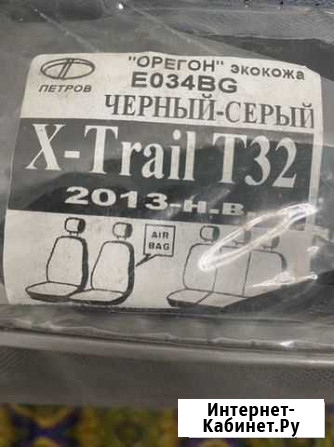 "ОРЕГОН" экокожа
ПЕТРОВ
E034BG
ЧЕРНЫЙ-СЕРЫЙ
X-Trail T32
2013-Н.В.
AIR
BAG
Интернет-
Кабинет.Ру